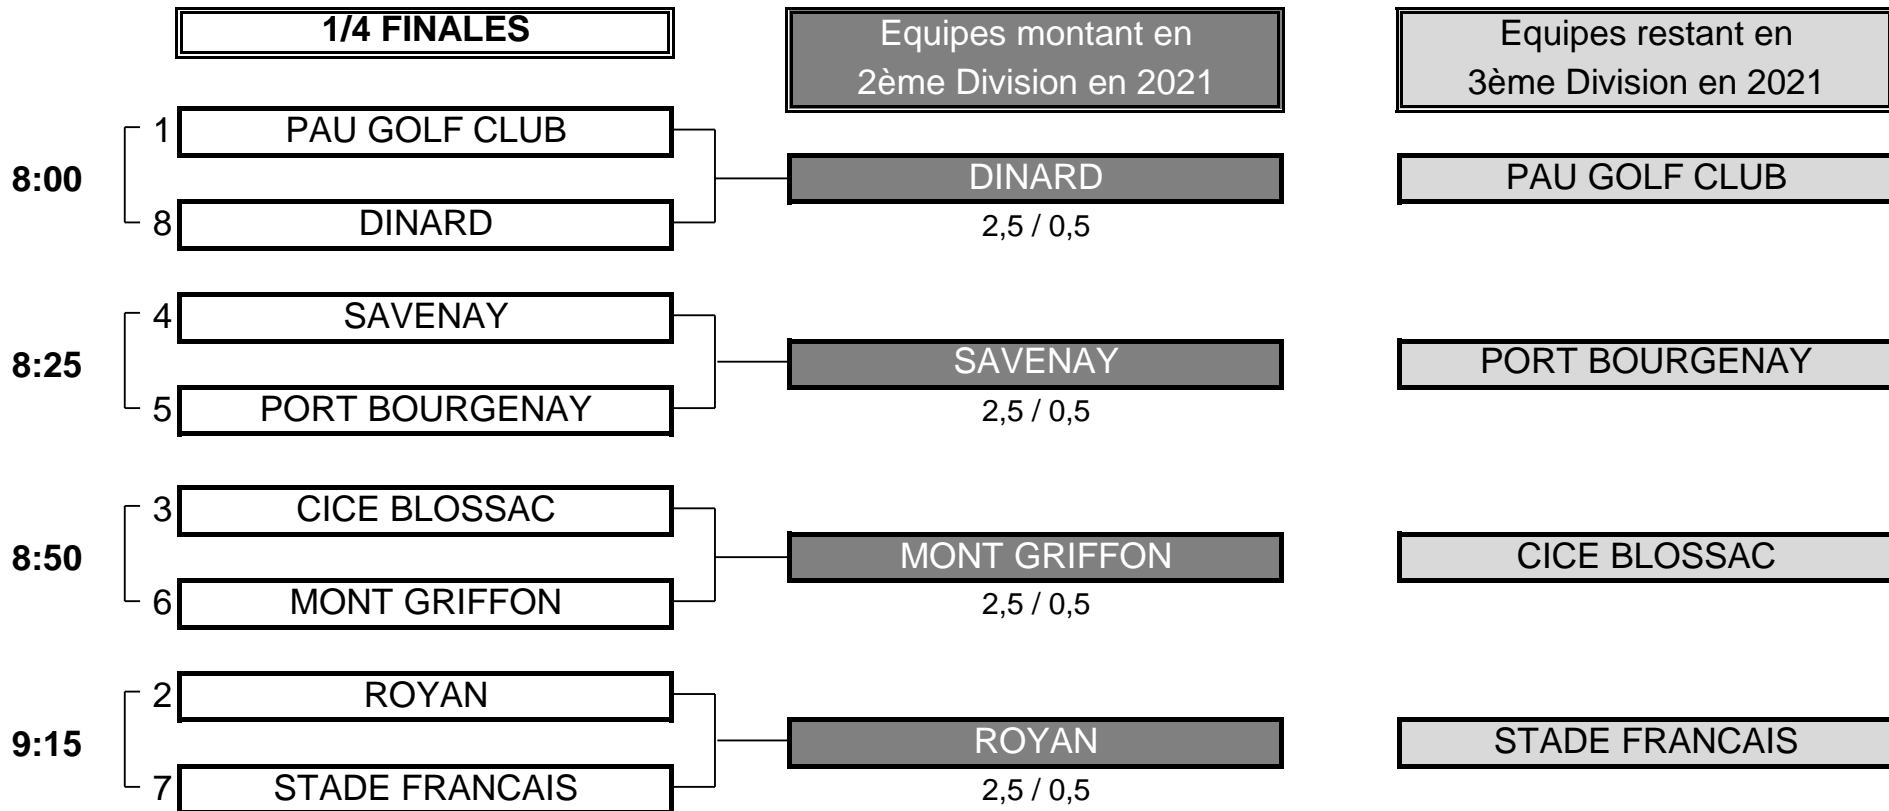 1/4 FINALES
Equipes montant en
2ème Division en 2021
Equipes restant en
3ème Division en 2021
8:00
1 PAU GOLF CLUB
8 DINARD
DINARD
2,5 / 0,5
PAU GOLF CLUB
8:25
4 SAVENAY
5 PORT BOURGENAY
SAVENAY
2,5 / 0,5
PORT BOURGENAY
8:50
3 CICE BLOSSAC
6 MONT GRIFFON
MONT GRIFFON
2,5 / 0,5
CICE BLOSSAC
9:15
2 ROYAN
7 STADE FRANCAIS
ROYAN
2,5 / 0,5
STADE FRANCAIS